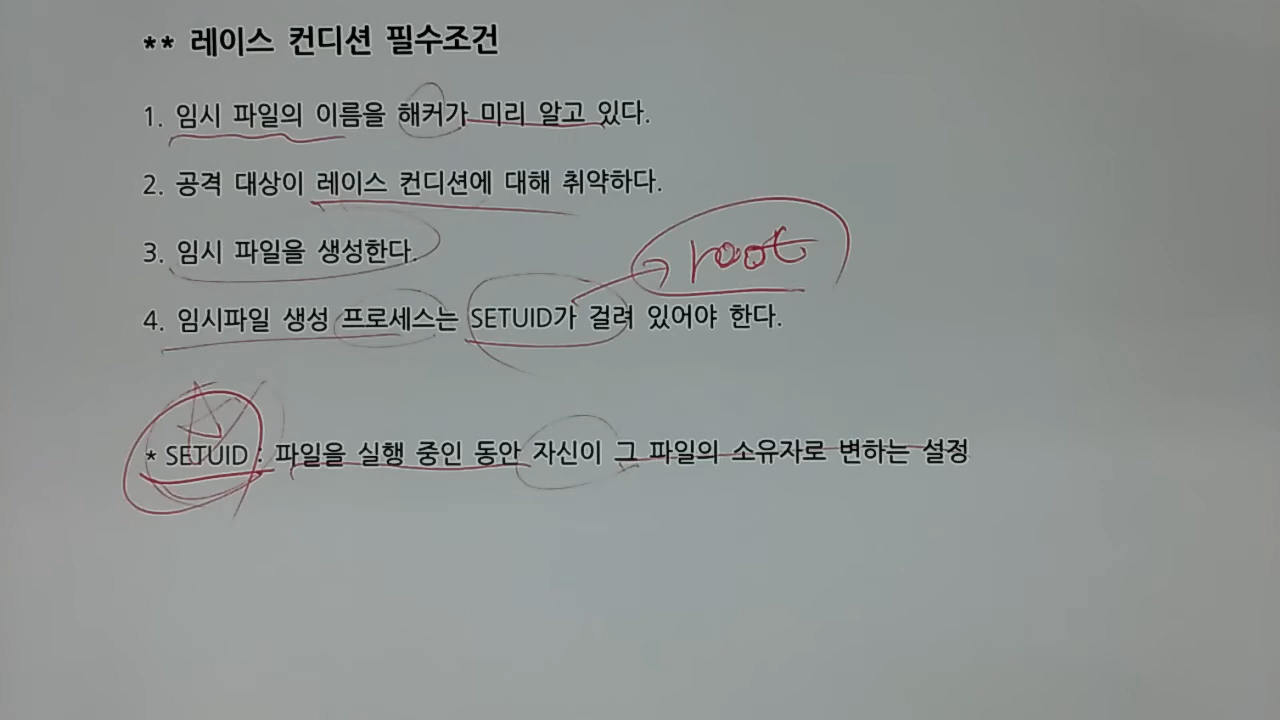 ** 레이스 컨디션 필수조건
1. 임시 파일의 이름을 해커가 미리 알고 있다.
2. 공격 대상이 레이스 컨디션에 대해 취약하다.
3. 임시 파일을 생성한다.
root
4. 임시파일 생성 프로세스는 SETUID가 걸려 있어야 한다.
* SETUID : 파일을 실행 중인 동안 자신이 그 파일의 소유자로 변하는 설정